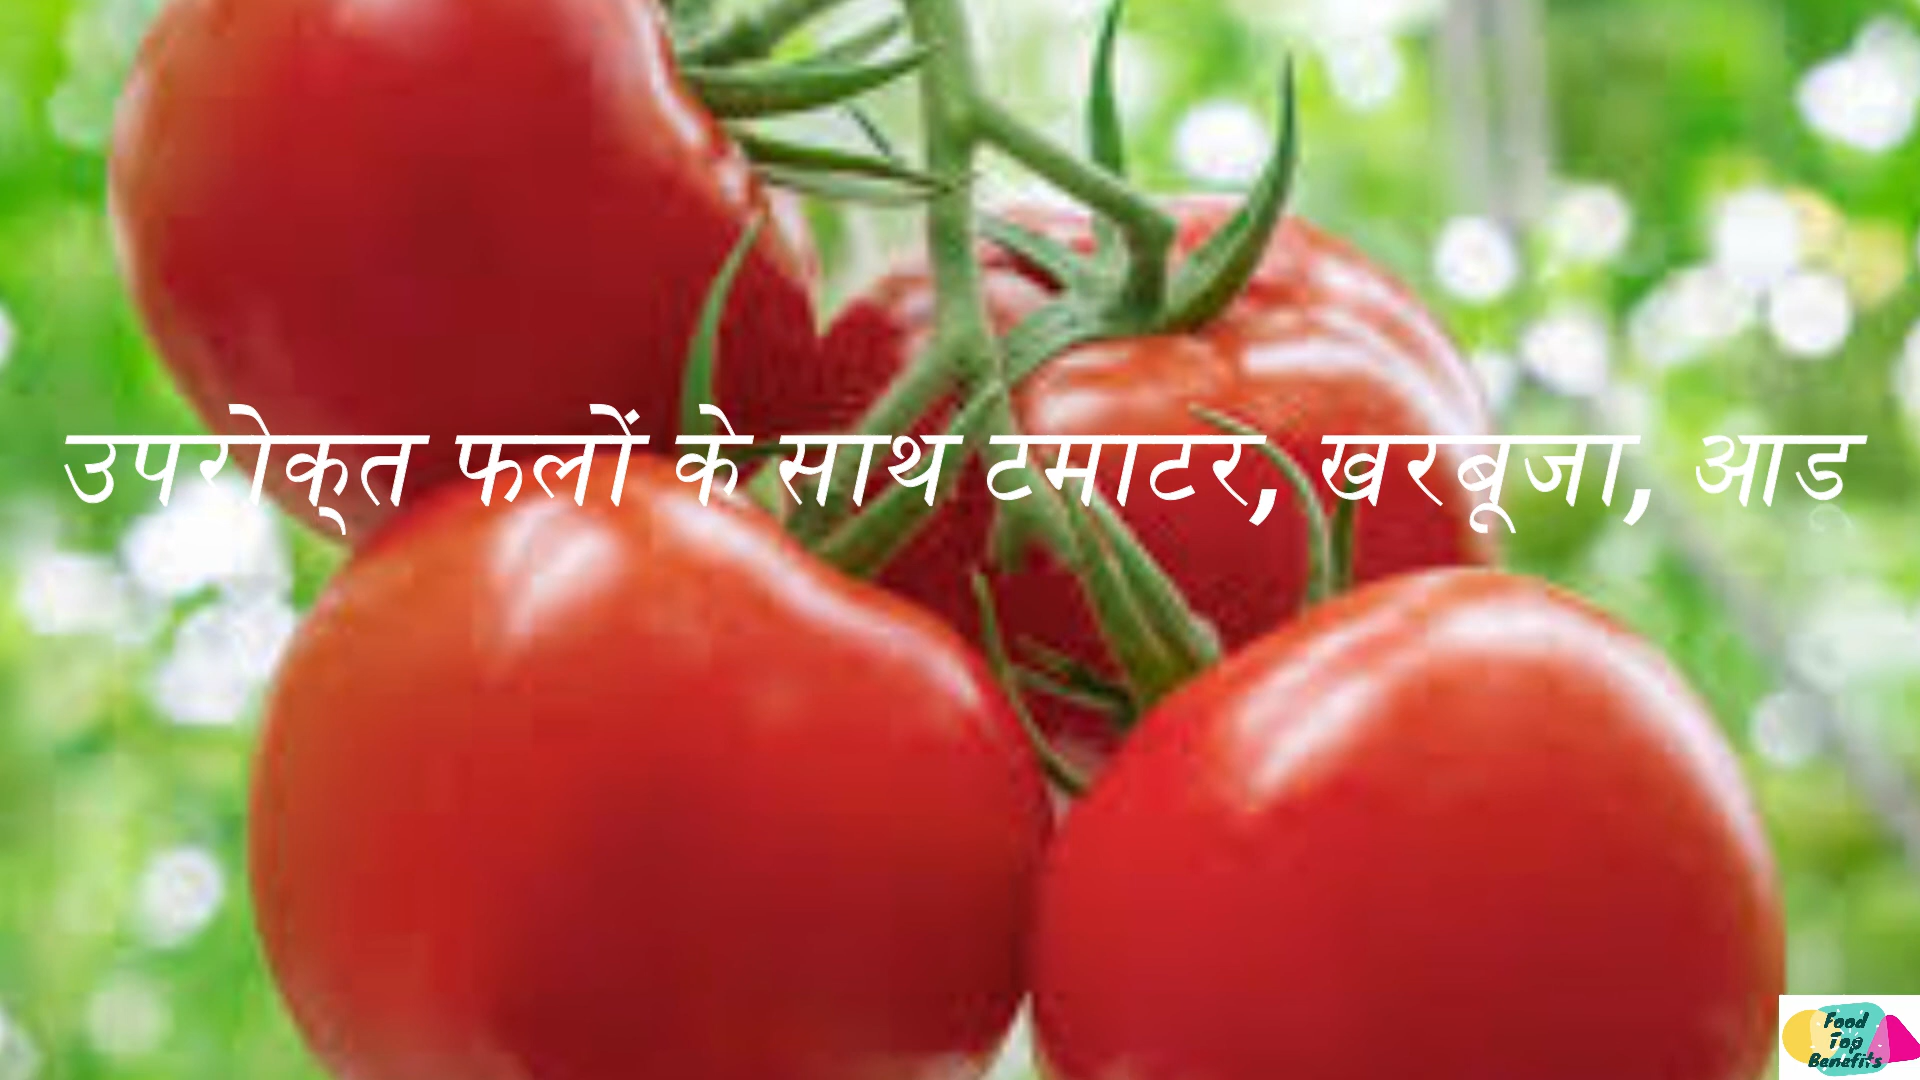 उपरोक्त फलों के साथ टमाटर, खरबूजा, आडू
Food
Top
Benefits